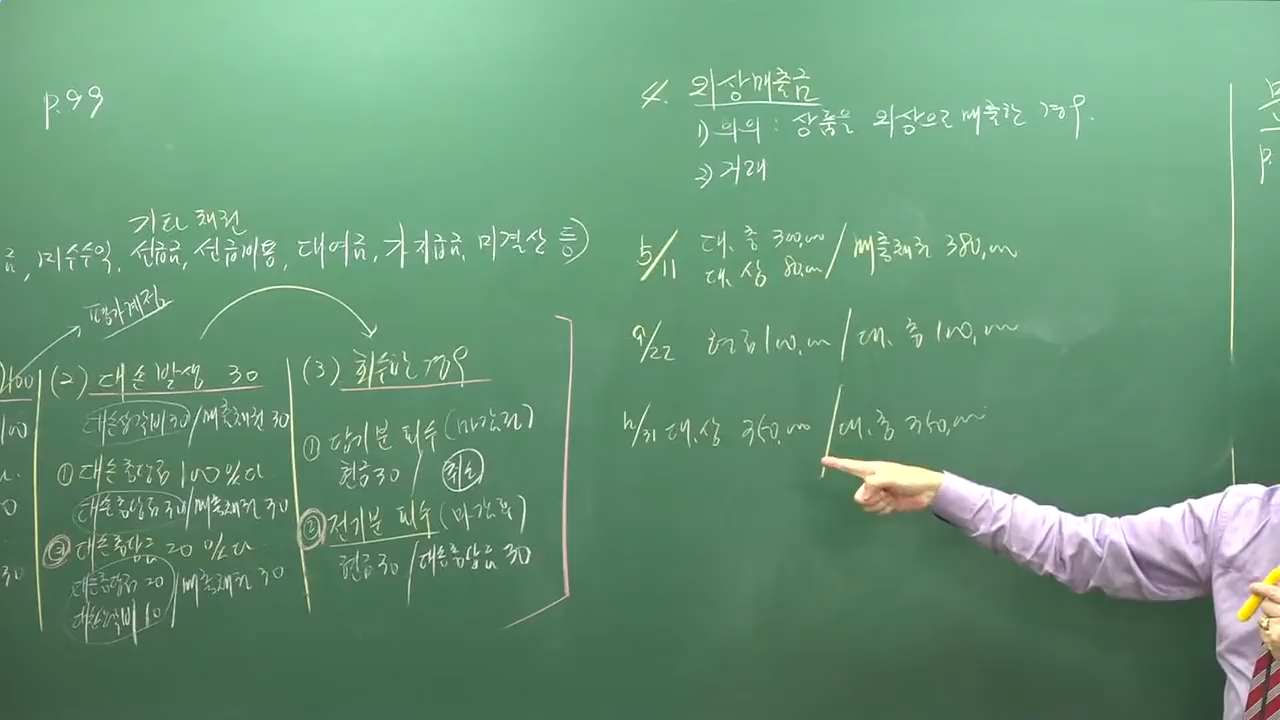 p.99
기타채권
금, 미수수익, 선급금, 선급비용, 대여금, 가지급금, 미결산 등)
평가계정
100
100
30
(2) 대손발생 30
대손상각비 30 / 매출채권 30
① 대손충당금 100 있다
대손충당금 30 / 매출채권 30
② 대손충당금 20 있다
대손충당금 20 / 매출채권 30
대손상각비 10
(3) 회수한 경우
① 당기분 회수 (마감전)
현금 30 / 취소
② 전기분 회수 (마감후)
현금 30 / 대손충당금 30
4. 외상매출금
1) 의의 : 상품을 외상으로 매출한 경우.
2) 거래
5/11 대. 충 300,000 / 매출채권 380,000
대. 상 80,000
9/22 현금 100,000 / 대. 충 100,000
12/31 대. 상 350,000 / 대. 충 350,000
p.